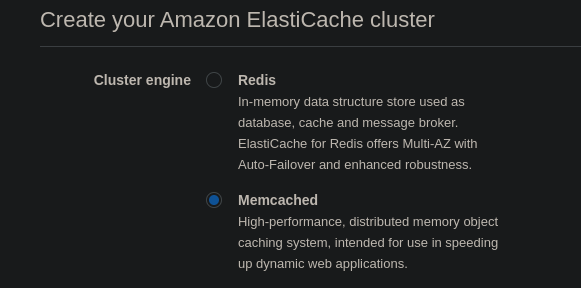 Create your Amazon ElastiCache cluster
Cluster engine
Redis
In-memory data structure store used as
database, cache and message broker.
ElastiCache for Redis offers Multi-AZ with
Auto-Failover and enhanced robustness.
Memcached
High-performance, distributed memory object
caching system, intended for use in speeding
up dynamic web applications.